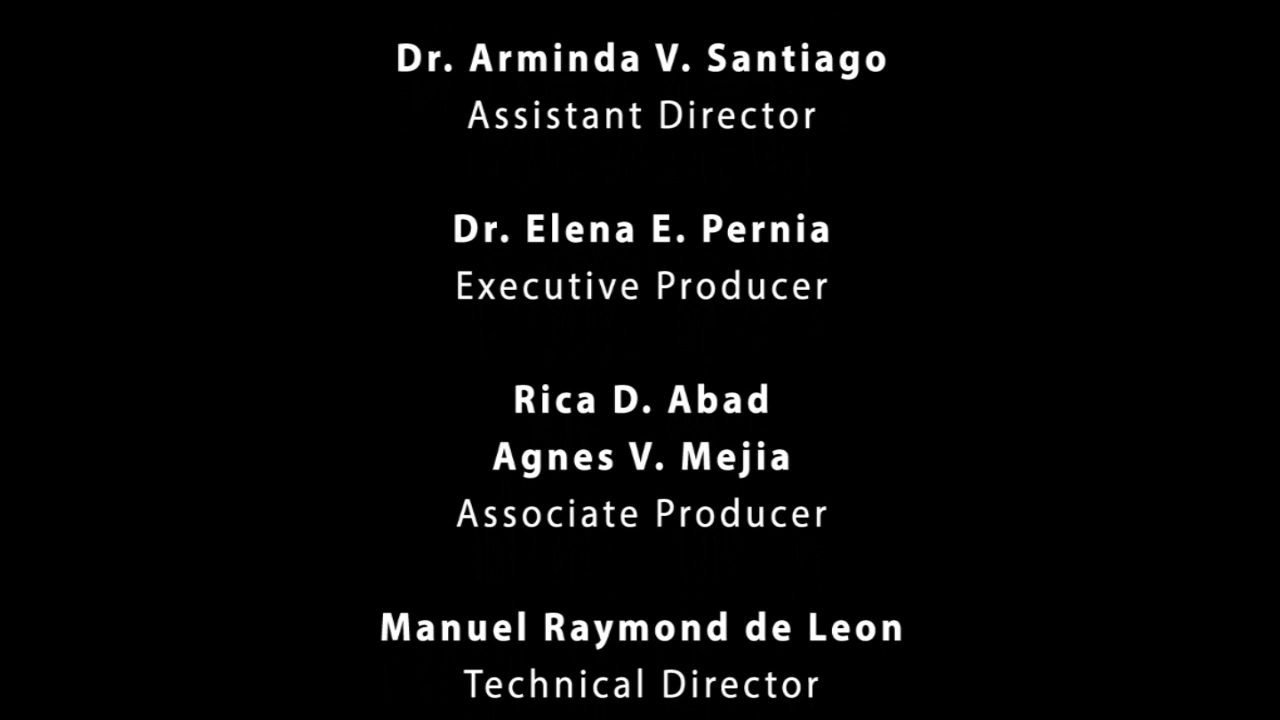 Dr. Arminda V. Santiago
Assistant Director
Dr. Elena E. Pernia
Executive Producer
Rica D. Abad
Agnes V. Mejia
Associate Producer
Manuel Raymond de Leon
Technical Director